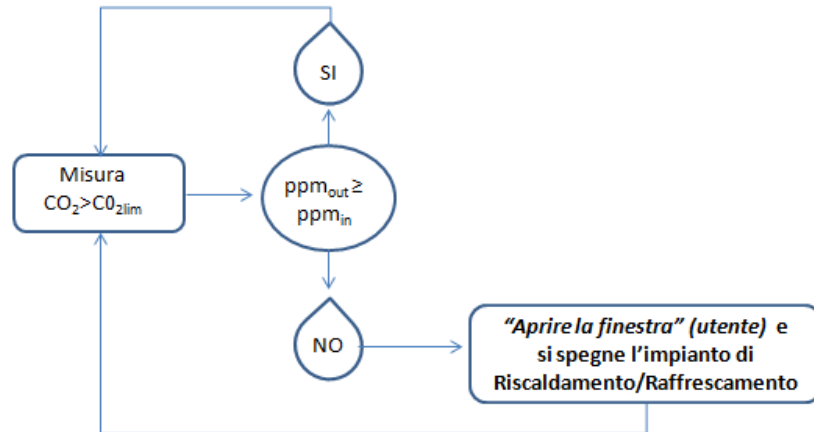 SI
Misura
CO₂>C0₂lim
ppmout ≥
ppmin
NO
“Aprire la finestra” (utente) e
si spegne l’impianto di
Riscaldamento/Raffrescamento